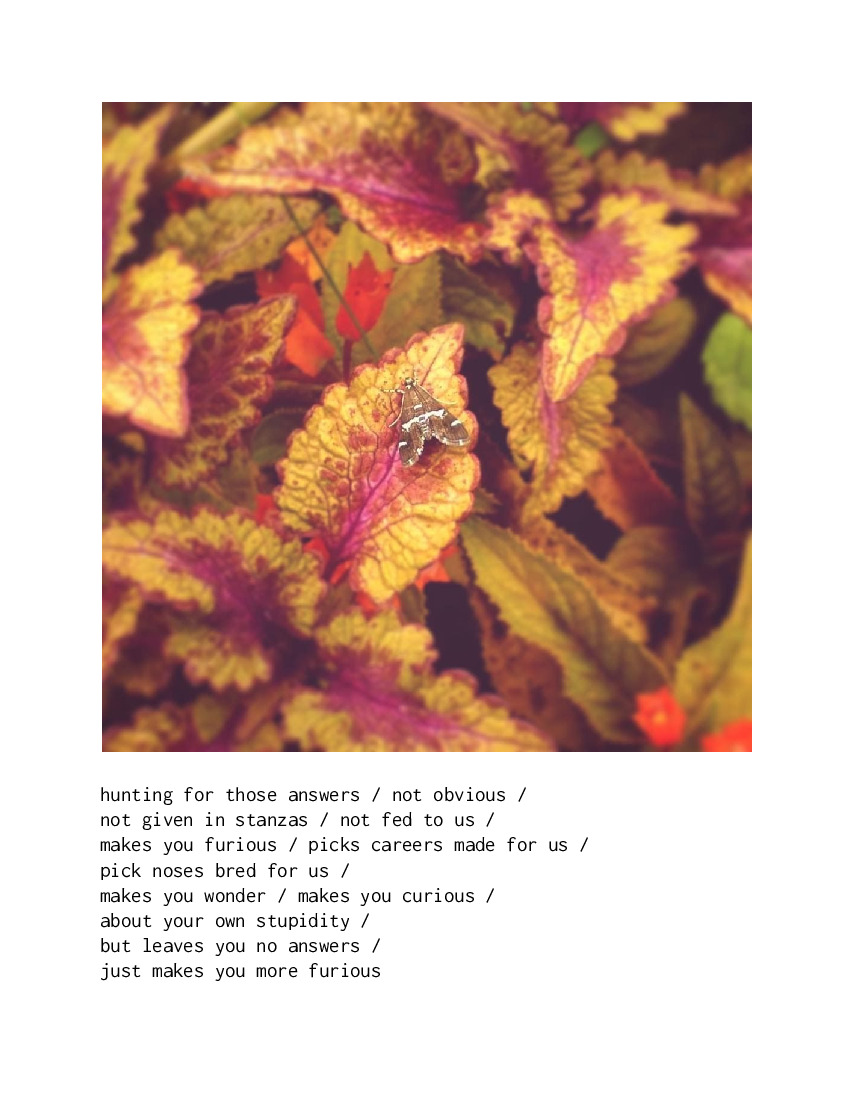 hunting for those answers / not obvious /
not given in stanzas / not fed to us /
makes you furious / picks careers made for us /
pick noses bred for us /
makes you wonder / makes you curious /
about your own stupidity /
but leaves you no answers /
just makes you more furious